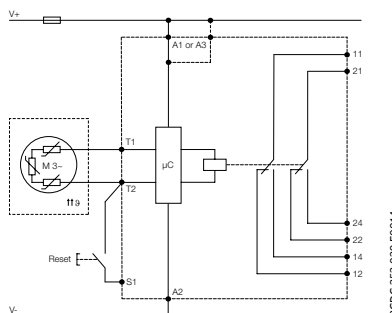 V+
A1 or A3
11
21
T1
M 3~
µC
T2
24
22
14
12
Reset
S1
A2
V-